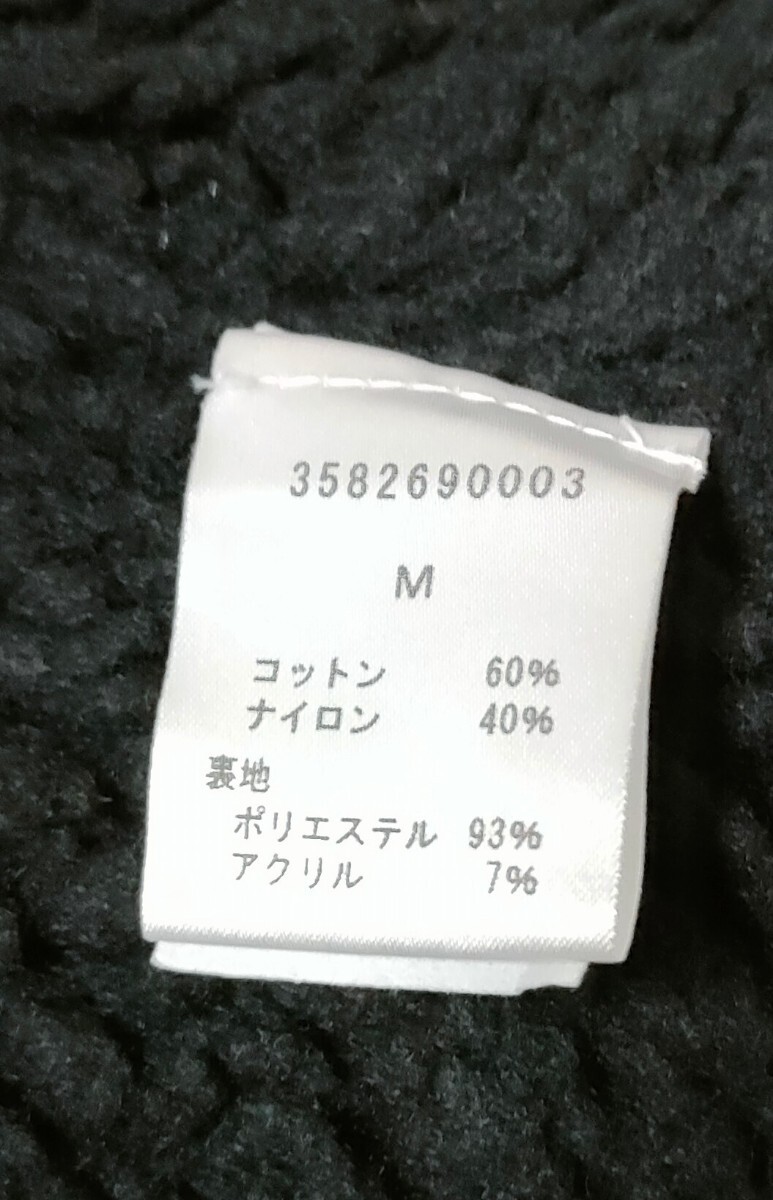 3582690003
M
コットン 60%
ナイロン 40%
裏地
ポリエステル 93%
アクリル 7%